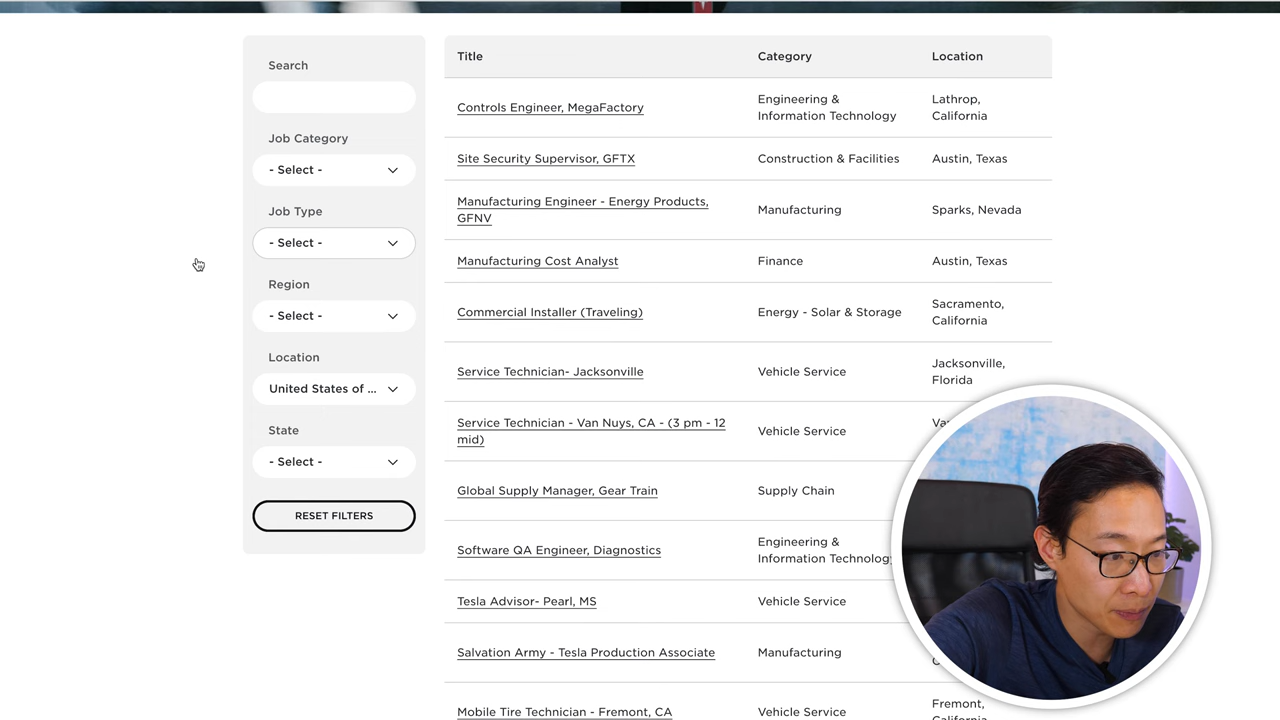 Search
Job Category
- Select -
Job Type
- Select -
Region
- Select -
Location
United States of ...
State
- Select -
RESET FILTERS
Title Category Location
Controls Engineer, MegaFactory
Engineering &
Information Technology
Lathrop,
California
Site Security Supervisor, GFTX
Construction & Facilities
Austin, Texas
Manufacturing Engineer - Energy Products,
GFNV
Manufacturing
Sparks, Nevada
Manufacturing Cost Analyst
Finance
Austin, Texas
Commercial Installer (Traveling)
Energy - Solar & Storage
Sacramento,
California
Service Technician- Jacksonville
Vehicle Service
Jacksonville,
Florida
Service Technician - Van Nuys, CA - (3 pm - 12
mid)
Vehicle Service
Global Supply Manager, Gear Train
Supply Chain
Software QA Engineer, Diagnostics
Engineering &
Information Technology
Tesla Advisor- Pearl, MS
Vehicle Service
Salvation Army - Tesla Production Associate
Manufacturing
Mobile Tire Technician - Fremont, CA
Vehicle Service
Fremont,
California